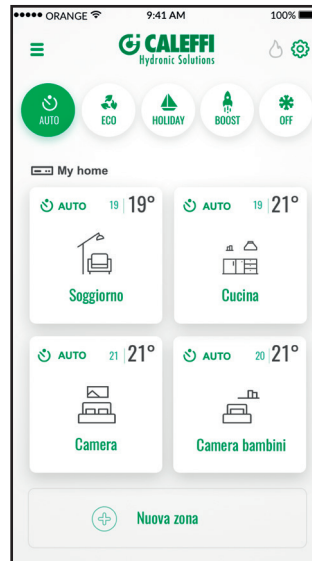 ORANGE 9:41 AM 100%
CALEFFI
Hydronic Solutions
AUTO ECO HOLIDAY BOOST OFF
My home
AUTO 19 19° AUTO 19 21°
Soggiorno Cucina
AUTO 21 21° AUTO 20 21°
Camera Camera bambini
Nuova zona